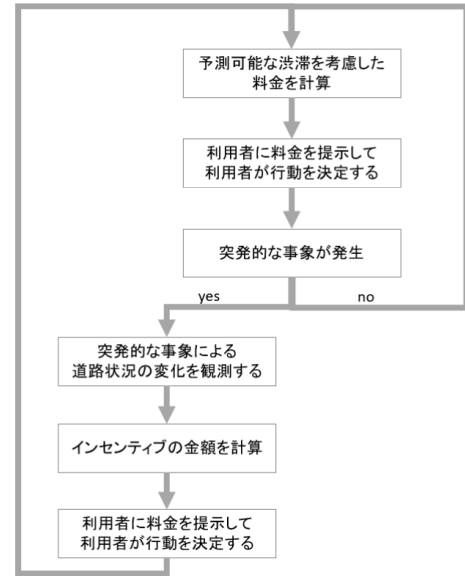 予測可能な渋滞を考慮した
料金を計算
利用者に料金を提示して
利用者が行動を決定する
突発的な事象が発生
yes
no
突発的な事象による
道路状況の変化を観測する
インセンティブの金額を計算
利用者に料金を提示して
利用者が行動を決定する